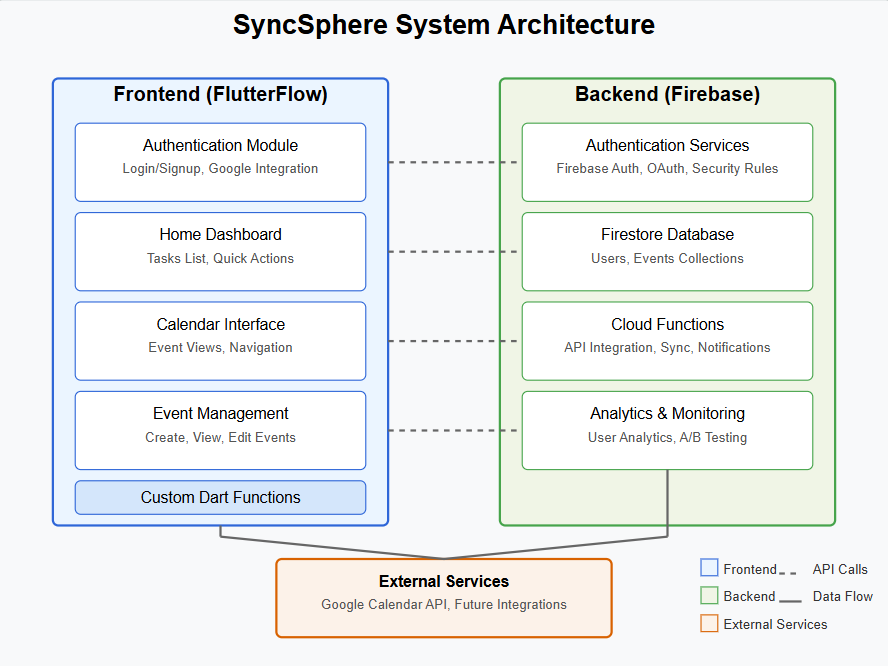 SyncSphere System Architecture
Frontend (FlutterFlow)
Authentication Module
Login/Signup, Google Integration
Home Dashboard
Tasks List, Quick Actions
Calendar Interface
Event Views, Navigation
Event Management
Create, View, Edit Events
Custom Dart Functions
Backend (Firebase)
Authentication Services
Firebase Auth, OAuth, Security Rules
Firestore Database
Users, Events Collections
Cloud Functions
API Integration, Sync, Notifications
Analytics & Monitoring
User Analytics, A/B Testing
External Services
Google Calendar API, Future Integrations
Frontend
API Calls
Backend
Data Flow
External Services